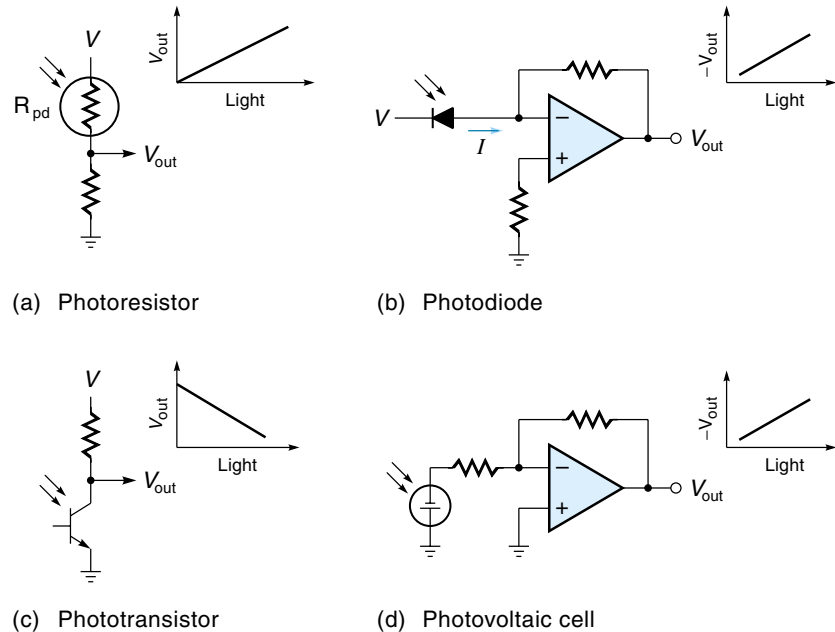 V
V_out
Light
R_pd
V_out
(a) Photoresistor
−V_out
Light
V
I
−
+
V_out
(b) Photodiode
V
V_out
Light
V_out
(c) Phototransistor
−V_out
Light
−
+
V_out
(d) Photovoltaic cell